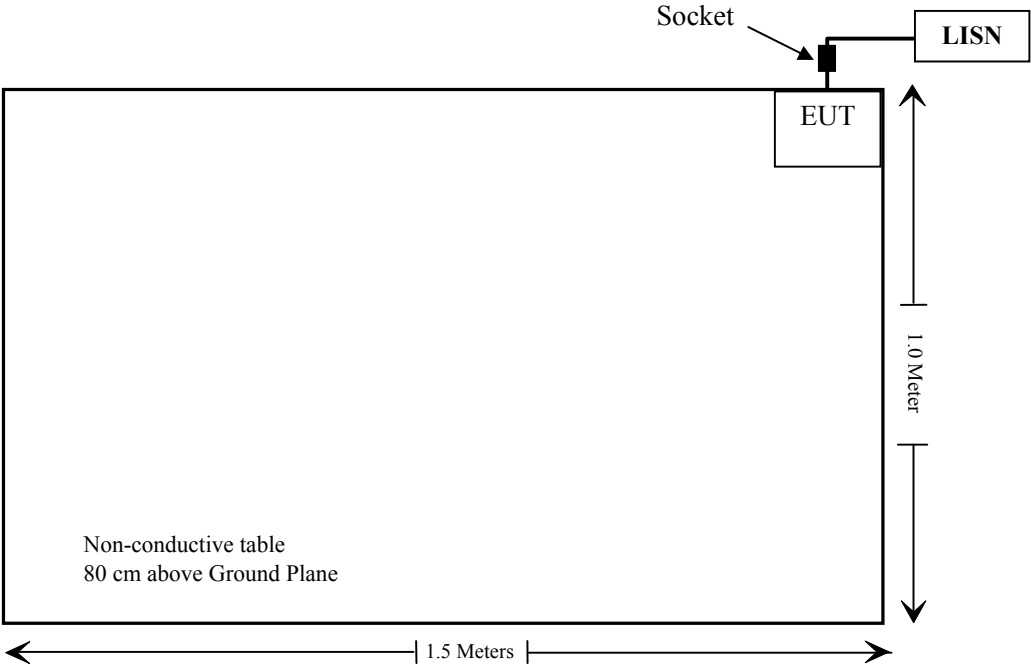 Socket
LISN
EUT
1.0 Meter
Non-conductive table
80 cm above Ground Plane
1.5 Meters